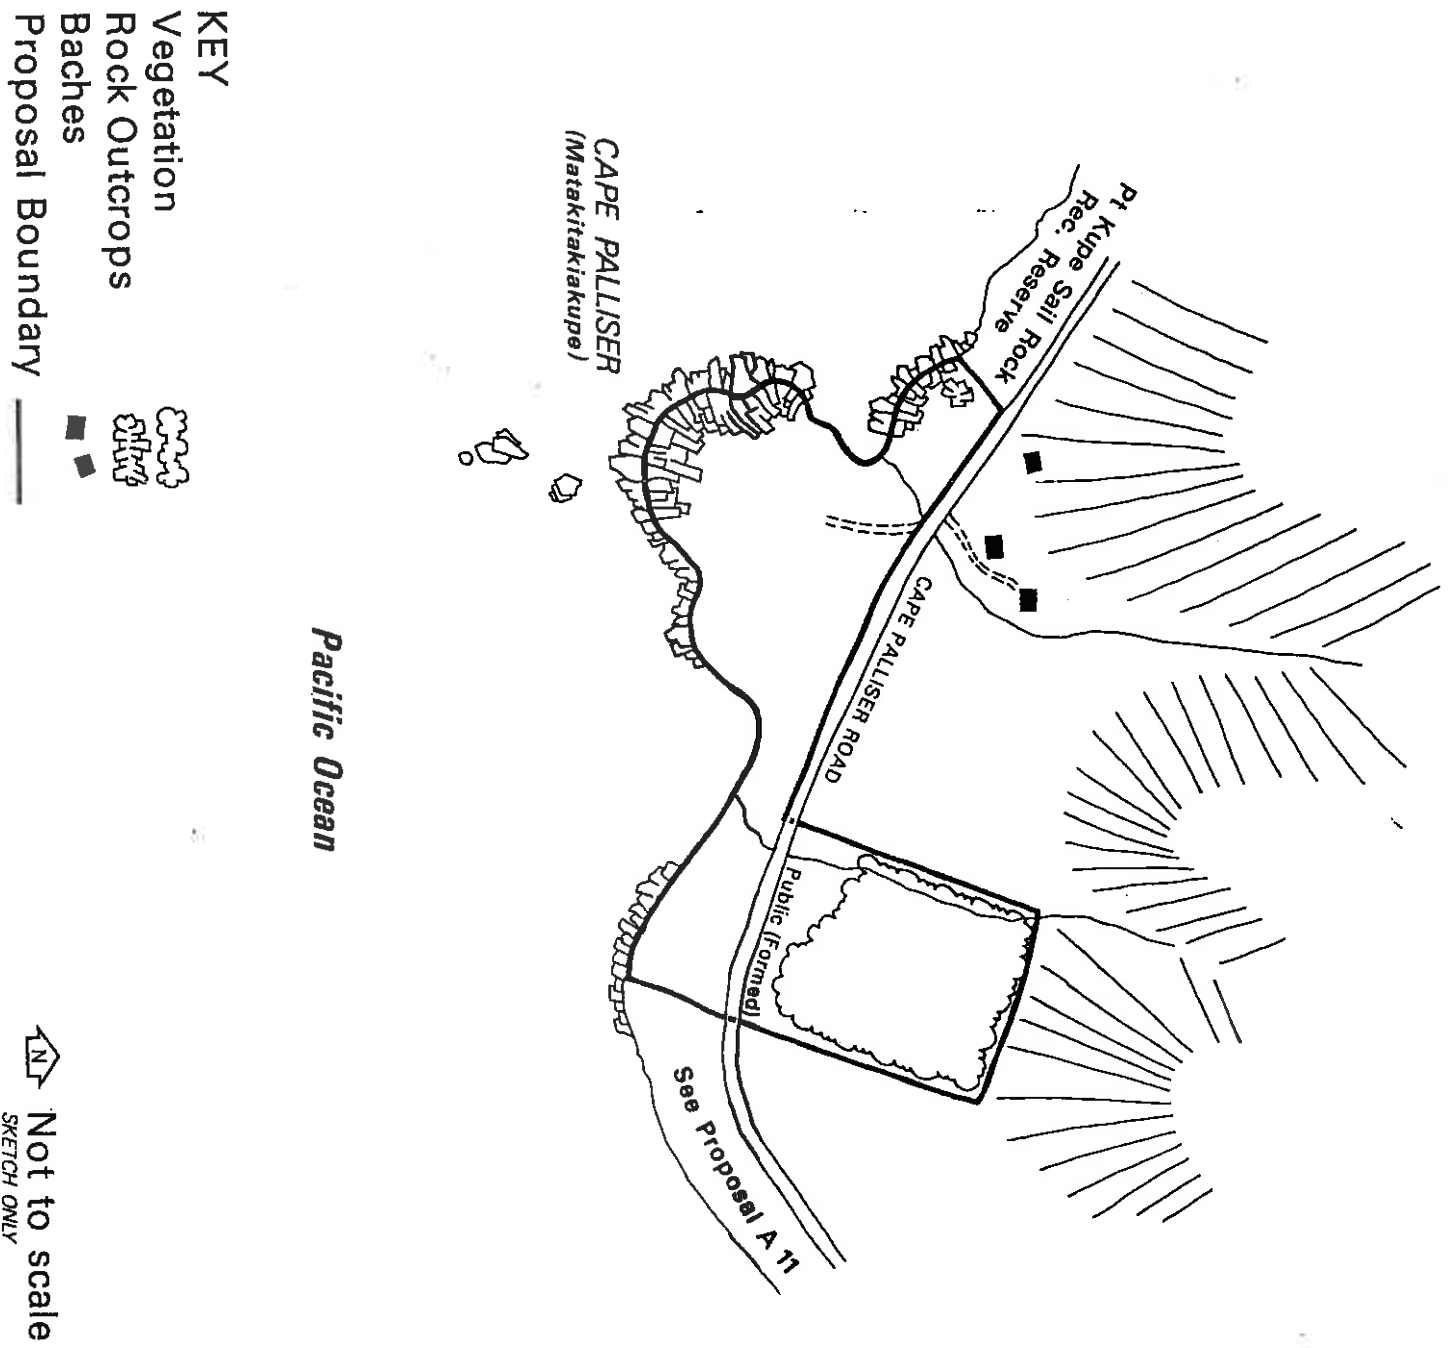 Pt Kupe Sail Rock
Rec. Reserve
CAPE PALLISER
(Matakitakiakupe)
CAPE PALLISER ROAD
Public (Formed)
See Proposal A 11
Pacific Ocean
KEY
Vegetation
Rock Outcrops
Baches
Proposal Boundary
N
Not to scale
SKETCH ONLY